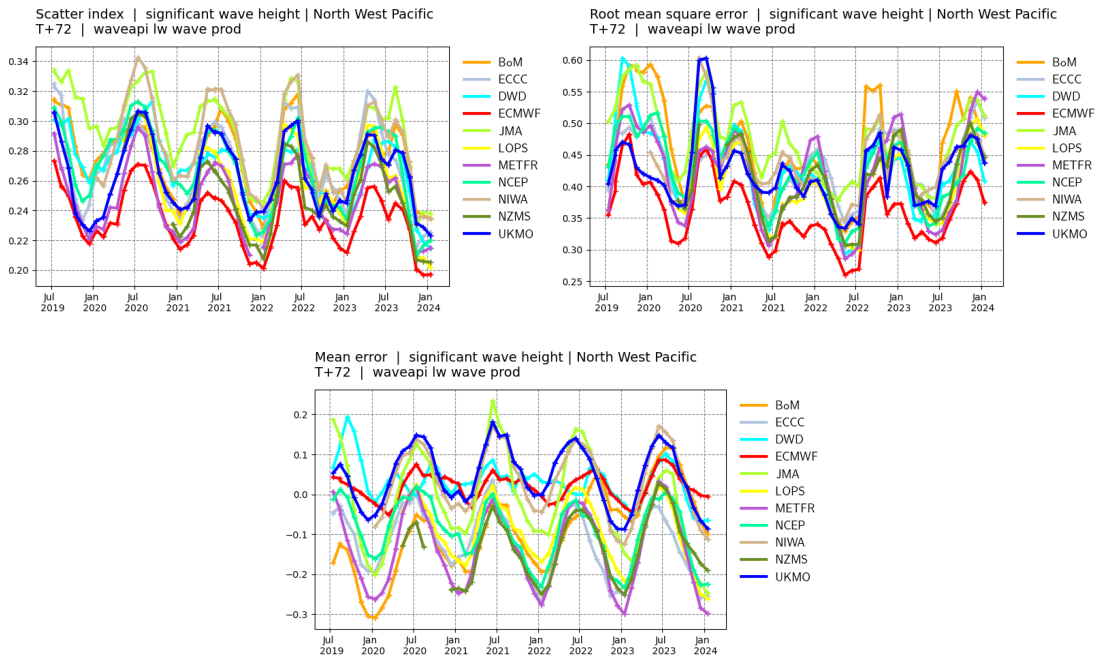 Scatter index | significant wave height | North West Pacific
T+72 | waveapi lw wave prod
0.34
0.32
0.30
0.28
0.26
0.24
0.22
0.20
Jul
2019
Jan
2020
Jul
2020
Jan
2021
Jul
2021
Jan
2022
Jul
2022
Jan
2023
Jul
2023
Jan
2024
BoM
ECCC
DWD
ECMWF
JMA
LOPS
METFR
NCEP
NIWA
NZMS
UKMO
Root mean square error | significant wave height | North West Pacific
T+72 | waveapi lw wave prod
0.60
0.55
0.50
0.45
0.40
0.35
0.30
0.25
Jul
2019
Jan
2020
Jul
2020
Jan
2021
Jul
2021
Jan
2022
Jul
2022
Jan
2023
Jul
2023
Jan
2024
BoM
ECCC
DWD
ECMWF
JMA
LOPS
METFR
NCEP
NIWA
NZMS
UKMO
Mean error | significant wave height | North West Pacific
T+72 | waveapi lw wave prod
0.2
0.1
0.0
−0.1
−0.2
−0.3
Jul
2019
Jan
2020
Jul
2020
Jan
2021
Jul
2021
Jan
2022
Jul
2022
Jan
2023
Jul
2023
Jan
2024
BoM
ECCC
DWD
ECMWF
JMA
LOPS
METFR
NCEP
NIWA
NZMS
UKMO